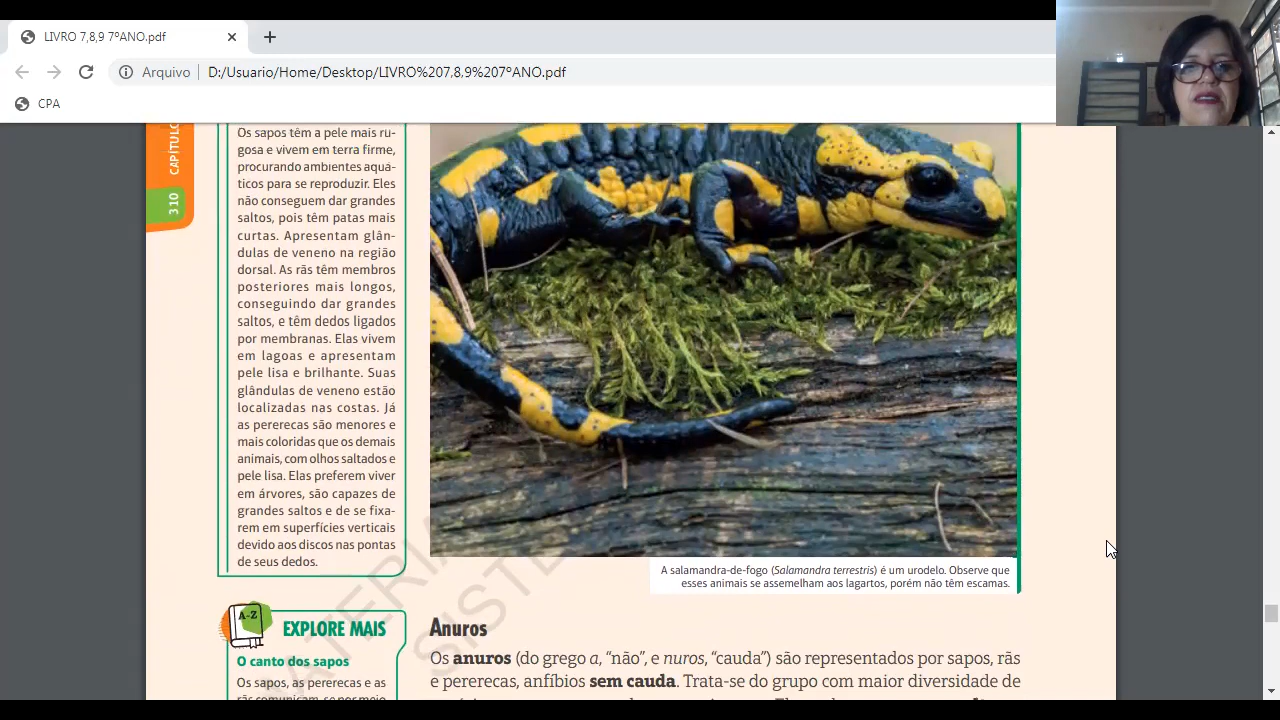 LIVRO 7,8,9 7ºANO.pdf
Arquivo
D:/Usuario/Home/Desktop/LIVRO%207,8,9%207ºANO.pdf
CPA
CAPÍTULO
310
Os sapos têm a pele mais ru-
gosa e vivem em terra firme,
procurando ambientes aquá-
ticos para se reproduzir. Eles
não conseguem dar grandes
saltos, pois têm patas mais
curtas. Apresentam glân-
dulas de veneno na região
dorsal. As rãs têm membros
posteriores mais longos,
conseguindo dar grandes
saltos, e têm dedos ligados
por membranas. Elas vivem
em lagoas e apresentam
pele lisa e brilhante. Suas
glândulas de veneno estão
localizadas nas costas. Já
as pererecas são menores e
mais coloridas que os demais
animais, com olhos saltados e
pele lisa. Elas preferem viver
em árvores, são capazes de
grandes saltos e de se fixa-
rem em superfícies verticais
devido aos discos nas pontas
de seus dedos.
A salamandra-de-fogo (Salamandra terrestris) é um urodelo. Observe que
esses animais se assemelham aos lagartos, porém não têm escamas.
A-Z
EXPLORE MAIS
O canto dos sapos
Os sapos, as pererecas e as
rãs comunicam-se por meio
Anuros
Os anuros (do grego a, “não”, e nuros, “cauda”) são representados por sapos, rãs
e pererecas, anfíbios sem cauda. Trata-se do grupo com maior diversidade de